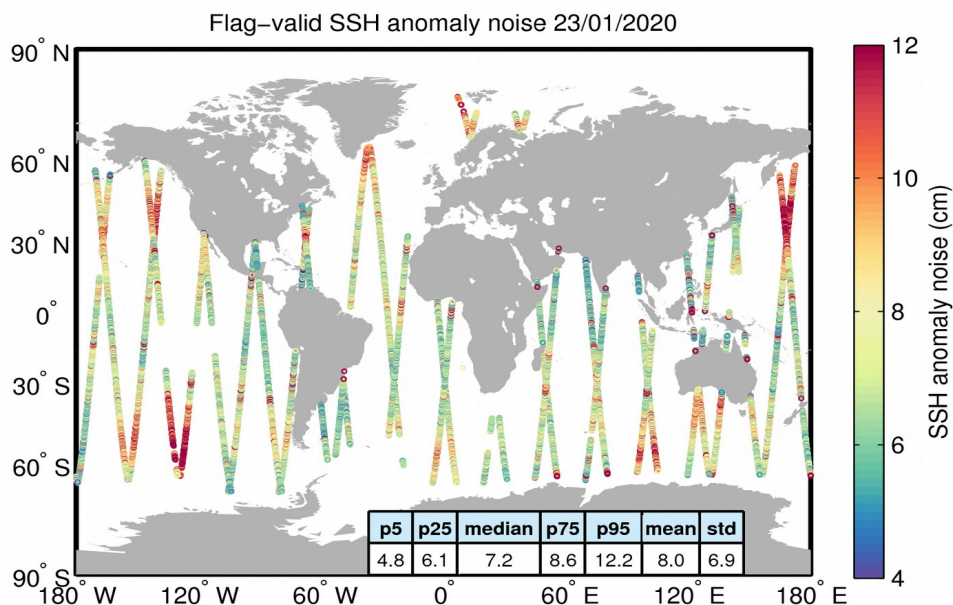 Flag−valid SSH anomaly noise 23/01/2020
90° N
60° N
30° N
0°
30° S
60° S
90° S
180° W
120° W
60° W
0°
60° E
120° E
180° E
12
10
8
6
4
SSH anomaly noise (cm)
p5 p25 median p75 p95 mean std
4.8 6.1 7.2 8.6 12.2 8.0 6.9